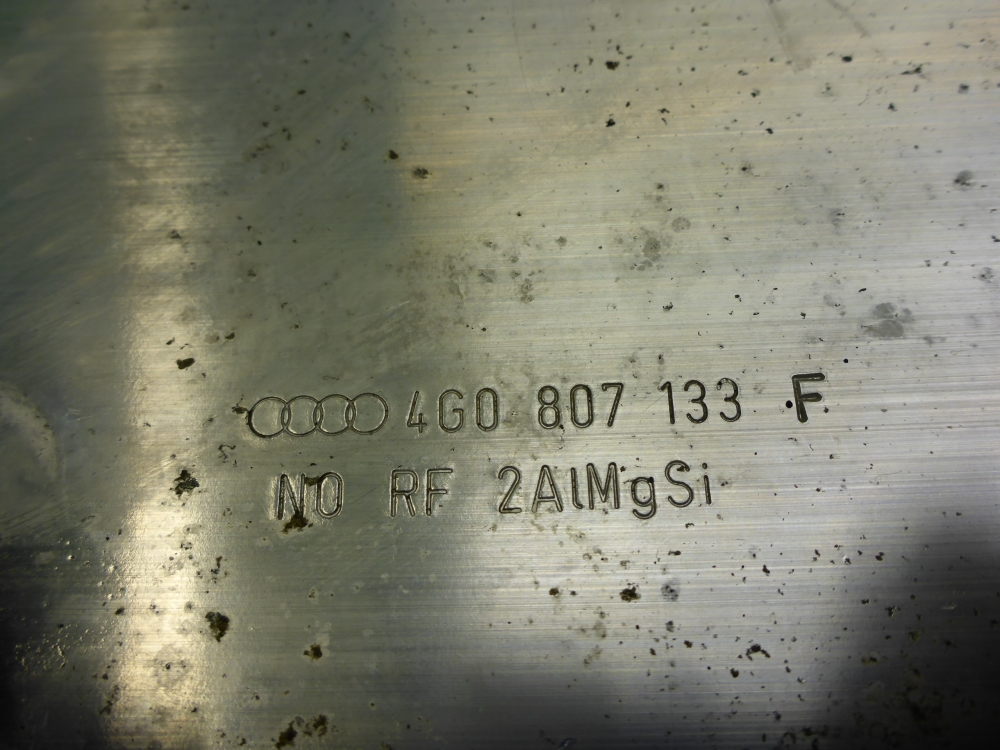 4G0 807 133 F
NO RF 2AlMgSi